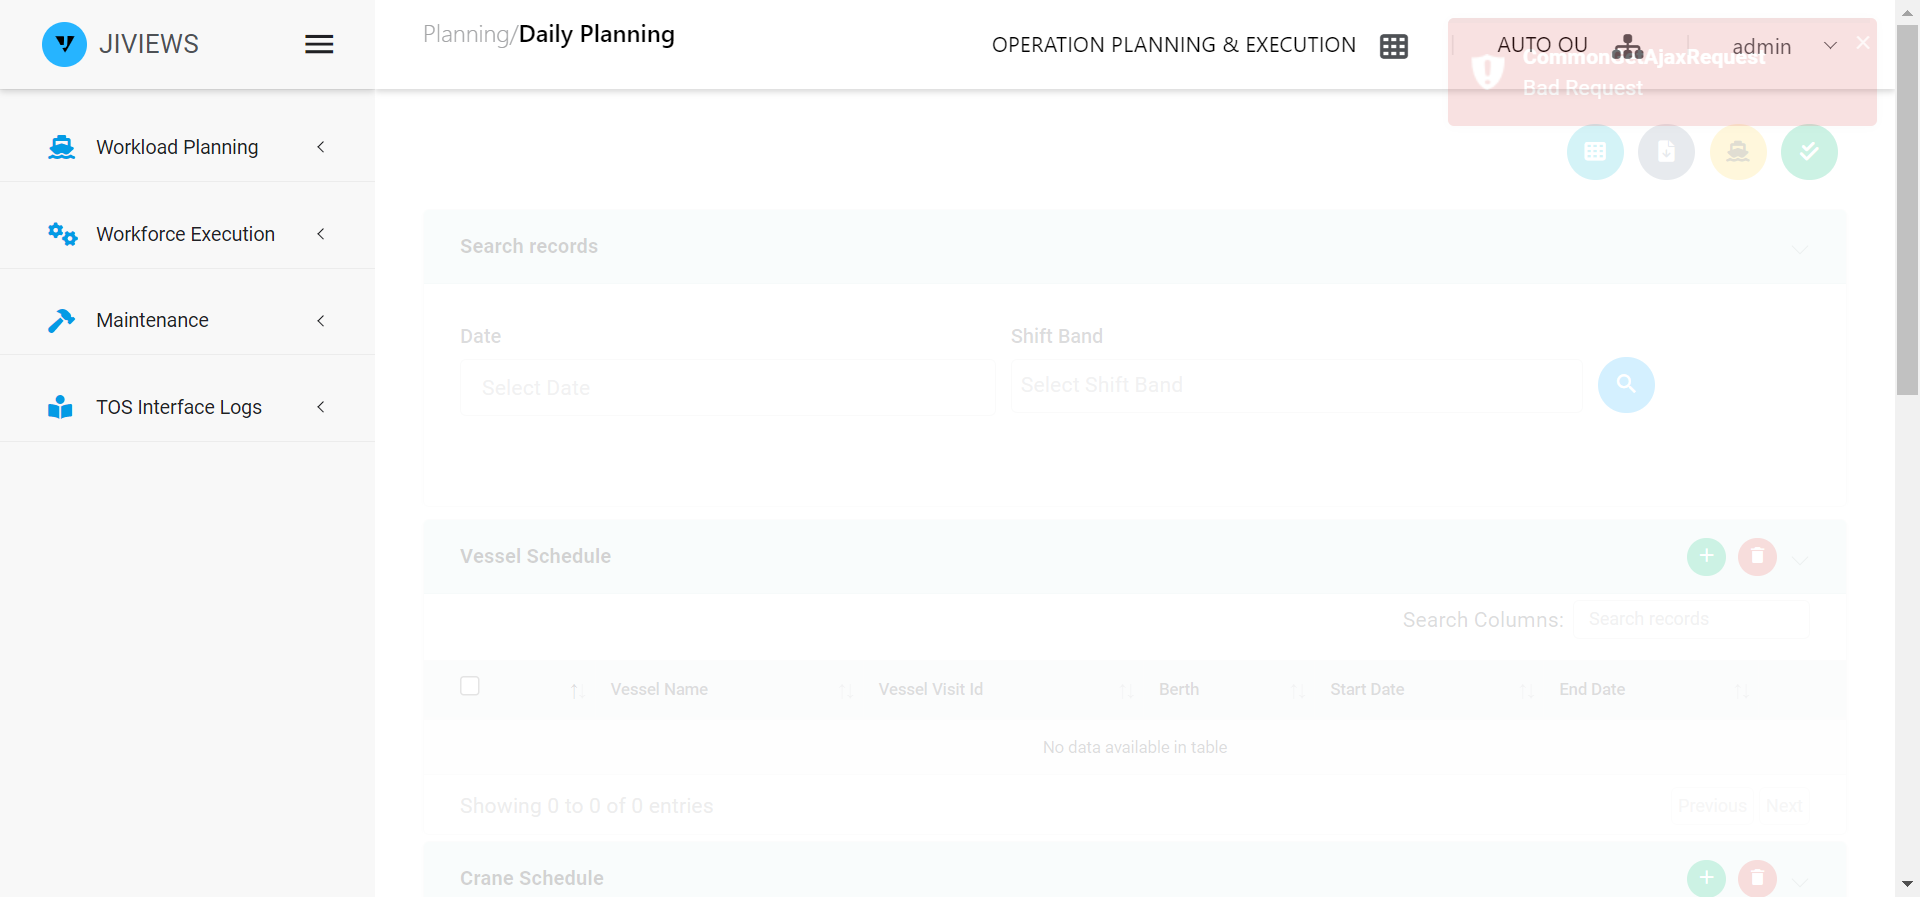 JIVIEWS
Planning/Daily Planning
OPERATION PLANNING & EXECUTION
AUTO OU
admin
CommonGetAjaxRequest
Bad Request
Workload Planning
Workforce Execution
Maintenance
TOS Interface Logs
Search records
Date
Shift Band
Select Date
Select Shift Band
Vessel Schedule
Search Columns:
Search records
Vessel Name
Vessel Visit Id
Berth
Start Date
End Date
No data available in table
Showing 0 to 0 of 0 entries
Previous
Next
Crane Schedule